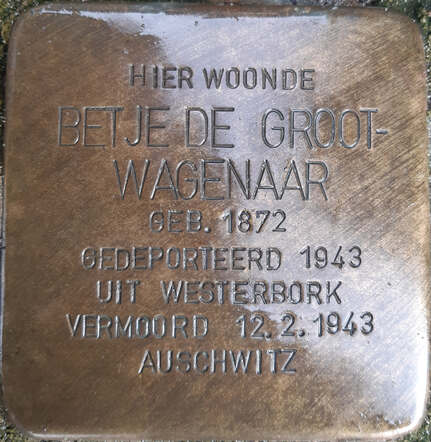 HIER WOONDE
BETJE DE GROOT-
WAGENAAR
GEB. 1872
GEDEPORTEERD 1943
UIT WESTERBORK
VERMOORD 12.2.1943
AUSCHWITZ